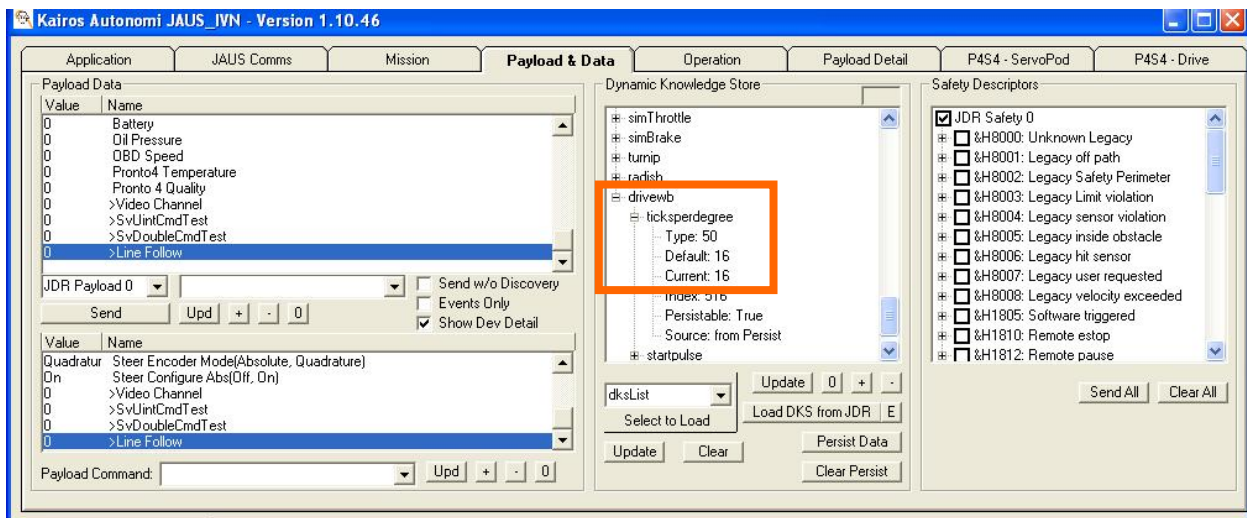 Kairos Autonomi JAUS_IVN - Version 1.10.46
Application
JAUS Comms
Mission
Payload & Data
Operation
Payload Detail
P4S4 - ServoPod
P4S4 - Drive
Payload Data
Value Name
0 Battery
0 Oil Pressure
0 OBD Speed
0 Pronto4 Temperature
0 Pronto 4 Quality
0 >Video Channel
0 >SvUintCmdTest
0 >SvDoubleCmdTest
0 >Line Follow
JDR Payload 0
Send w/o Discovery
Events Only
Show Dev Detail
Send Upd + - 0
Value Name
Quadratur Steer Encoder Mode(Absolute, Quadrature)
On Steer Configure Abs(Off, On)
0 >Video Channel
0 >SvUintCmdTest
0 >SvDoubleCmdTest
0 >Line Follow
Payload Command: Upd + - 0
Dynamic Knowledge Store
simThrottle
simBrake
turnip
radish
drivewb
ticksperdegree
Type: 50
Default: 16
Current: 16
Index: 516
Persistable: True
Source: from Persist
startpulse
dksList
Select to Load
Update 0 + -
Load DKS from JDR E
Update Clear
Persist Data
Clear Persist
Safety Descriptors
JDR Safety 0
&H8000: Unknown Legacy
&H8001: Legacy off path
&H8002: Legacy Safety Perimeter
&H8003: Legacy Limit violation
&H8004: Legacy sensor violation
&H8005: Legacy inside obstacle
&H8006: Legacy hit sensor
&H8007: Legacy user requested
&H8008: Legacy velocity exceeded
&H1805: Software triggered
&H1810: Remote estop
&H1812: Remote pause
Send All Clear All